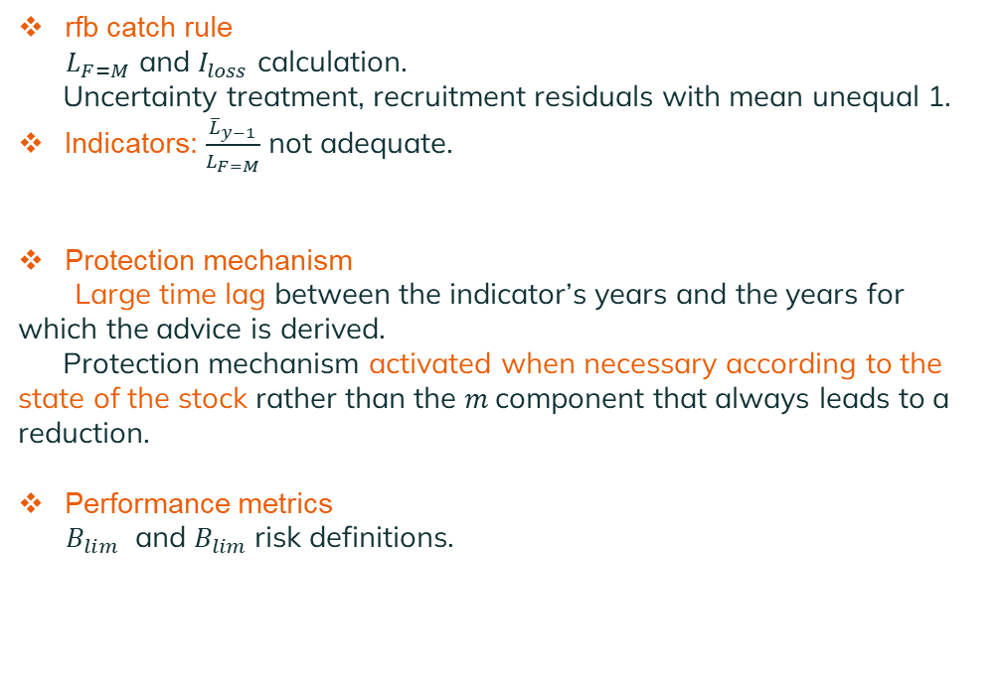 ❖ rfb catch rule
$L_{F=M}$ and $I_{loss}$ calculation.
Uncertainty treatment, recruitment residuals with mean unequal 1.
❖ Indicators: $\frac{\bar{L}_{y-1}}{L_{F=M}}$ not adequate.
❖ Protection mechanism
Large time lag between the indicator’s years and the years for
which the advice is derived.
Protection mechanism activated when necessary according to the
state of the stock rather than the $m$ component that always leads to a
reduction.
❖ Performance metrics
$B_{lim}$ and $B_{lim}$ risk definitions.